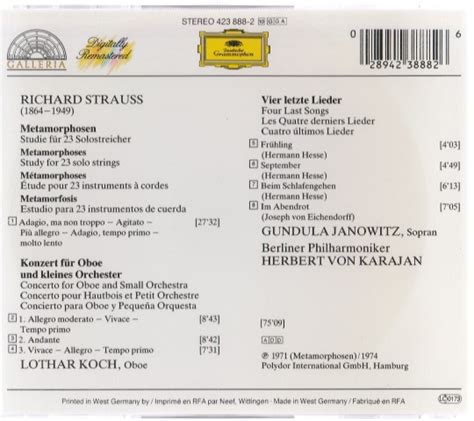 STEREO 423 888-2
GALLERIA
Digitally
Remastered
Deutsche
Grammophon
0
28942 38882
6
RICHARD STRAUSS
(1864–1949)
Metamorphosen
Studie für 23 Solostreicher
Metamorphoses
Study for 23 solo strings
Métamorphoses
Étude pour 23 instruments à cordes
Metamorfosis
Estudio para 23 instrumentos de cuerda
1 Adagio, ma non troppo – Agitato – [27'32]
Più allegro – Adagio, tempo primo –
molto lento
Konzert für Oboe
und kleines Orchester
Concerto for Oboe and Small Orchestra
Concerto pour Hautbois et Petit Orchestre
Concierto para Oboe y Pequeña Orquesta
2 1. Allegro moderato – Vivace – [8'43]
Tempo primo
3 2. Andante [8'42]
4 3. Vivace – Allegro – Tempo primo [7'31]
LOTHAR KOCH, Oboe
Vier letzte Lieder
Four Last Songs
Les Quatre derniers Lieder
Cuatro últimos Lieder
5 Frühling [4'03]
(Hermann Hesse)
6 September [4'49]
(Hermann Hesse)
7 Beim Schlafengehen [6'13]
(Hermann Hesse)
8 Im Abendrot [7'05]
(Joseph von Eichendorff)
GUNDULA JANOWITZ, Sopran
Berliner Philharmoniker
HERBERT VON KARAJAN
[75'09]
ADD
℗ 1971 (Metamorphosen) / 1974
Polydor International GmbH, Hamburg
Printed in West Germany by / Imprimé en RFA par Neef, Wittingen · Made in West Germany / Fabriqué en RFA
LC 0173